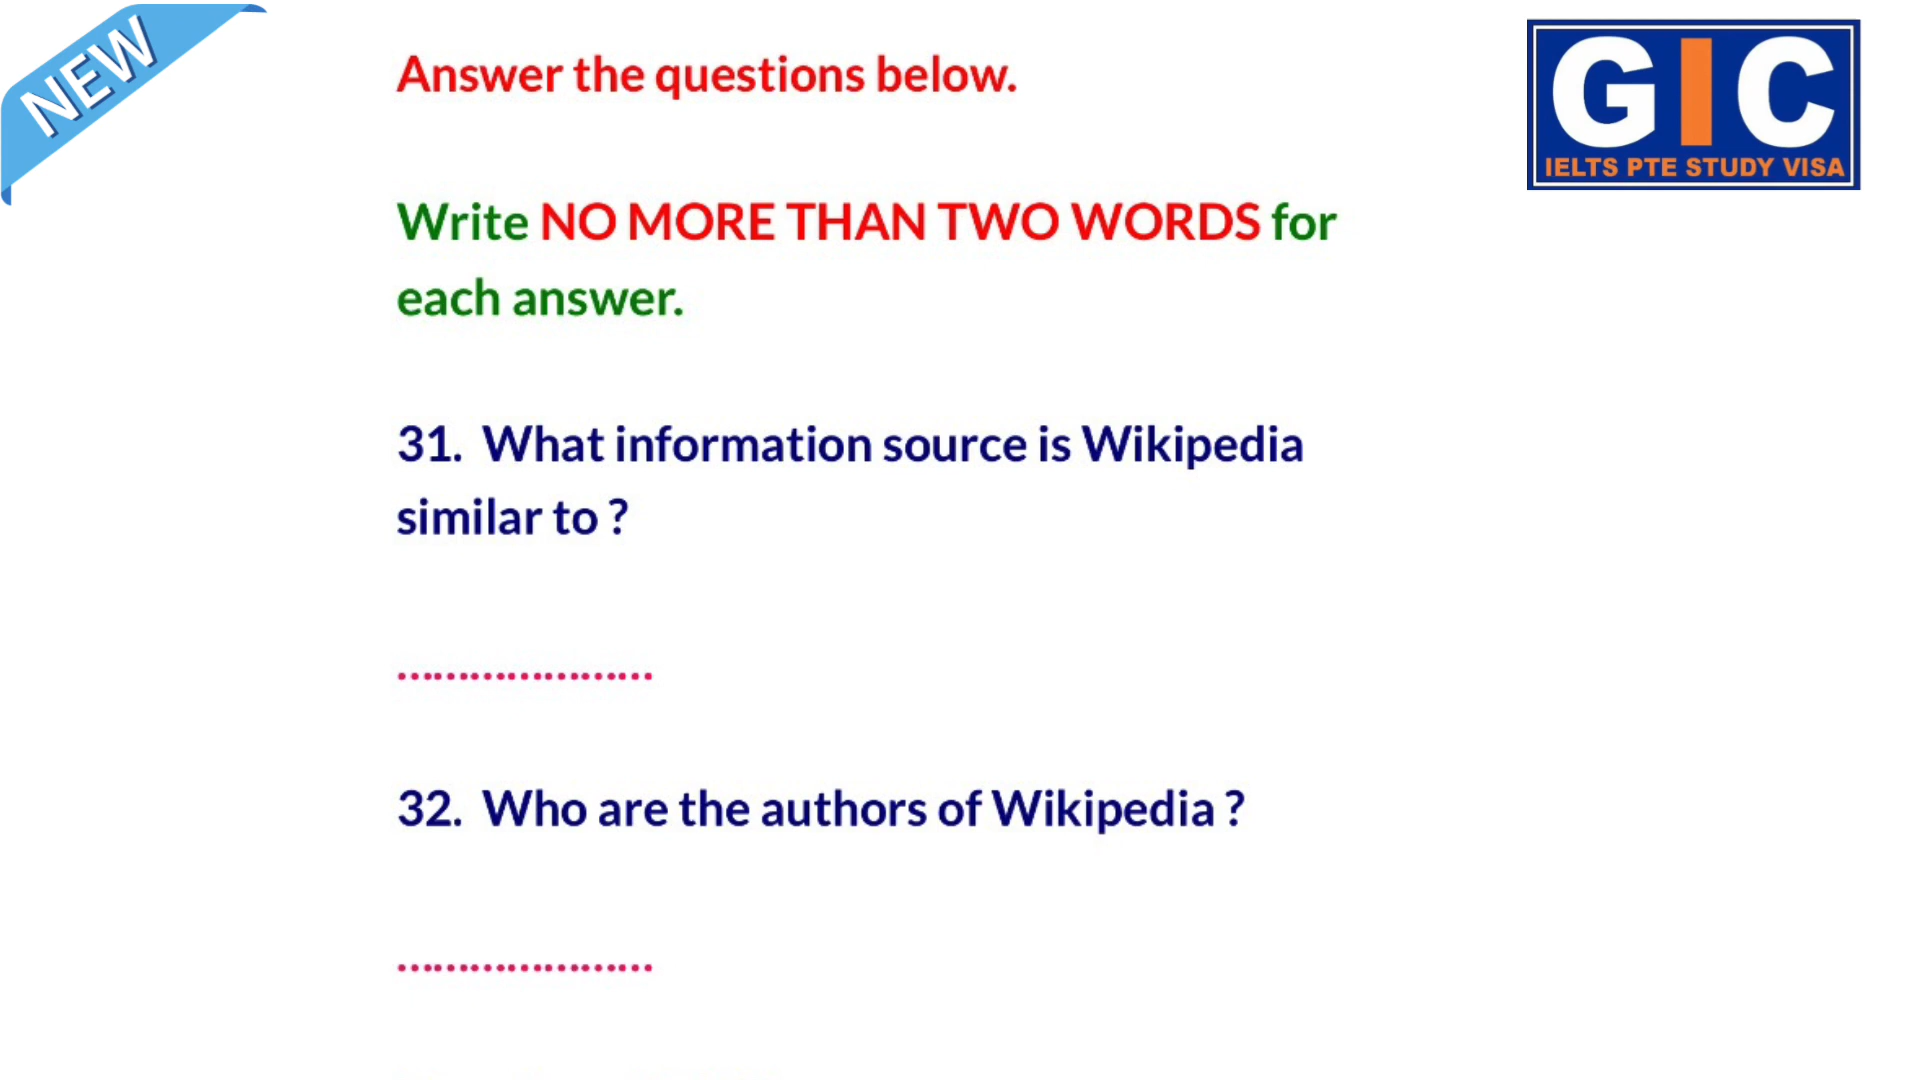 NEW
Answer the questions below.
GIC
IELTS PTE STUDY VISA
Write NO MORE THAN TWO WORDS for
each answer.
31. What information source is Wikipedia
similar to ?
.....................
32. Who are the authors of Wikipedia ?
.....................